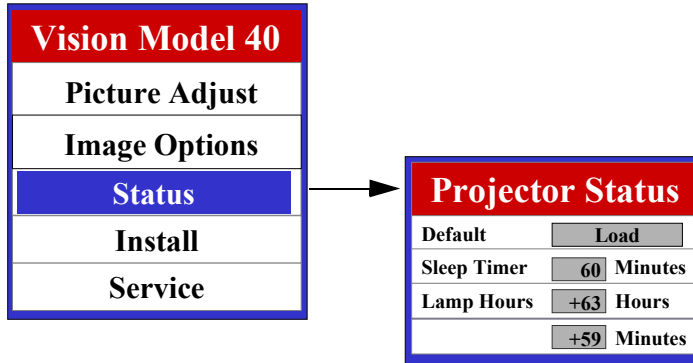 Vision Model 40
Picture Adjust
Image Options
Status
Install
Service
Projector Status
Default Load
Sleep Timer 60 Minutes
Lamp Hours +63 Hours
+59 Minutes